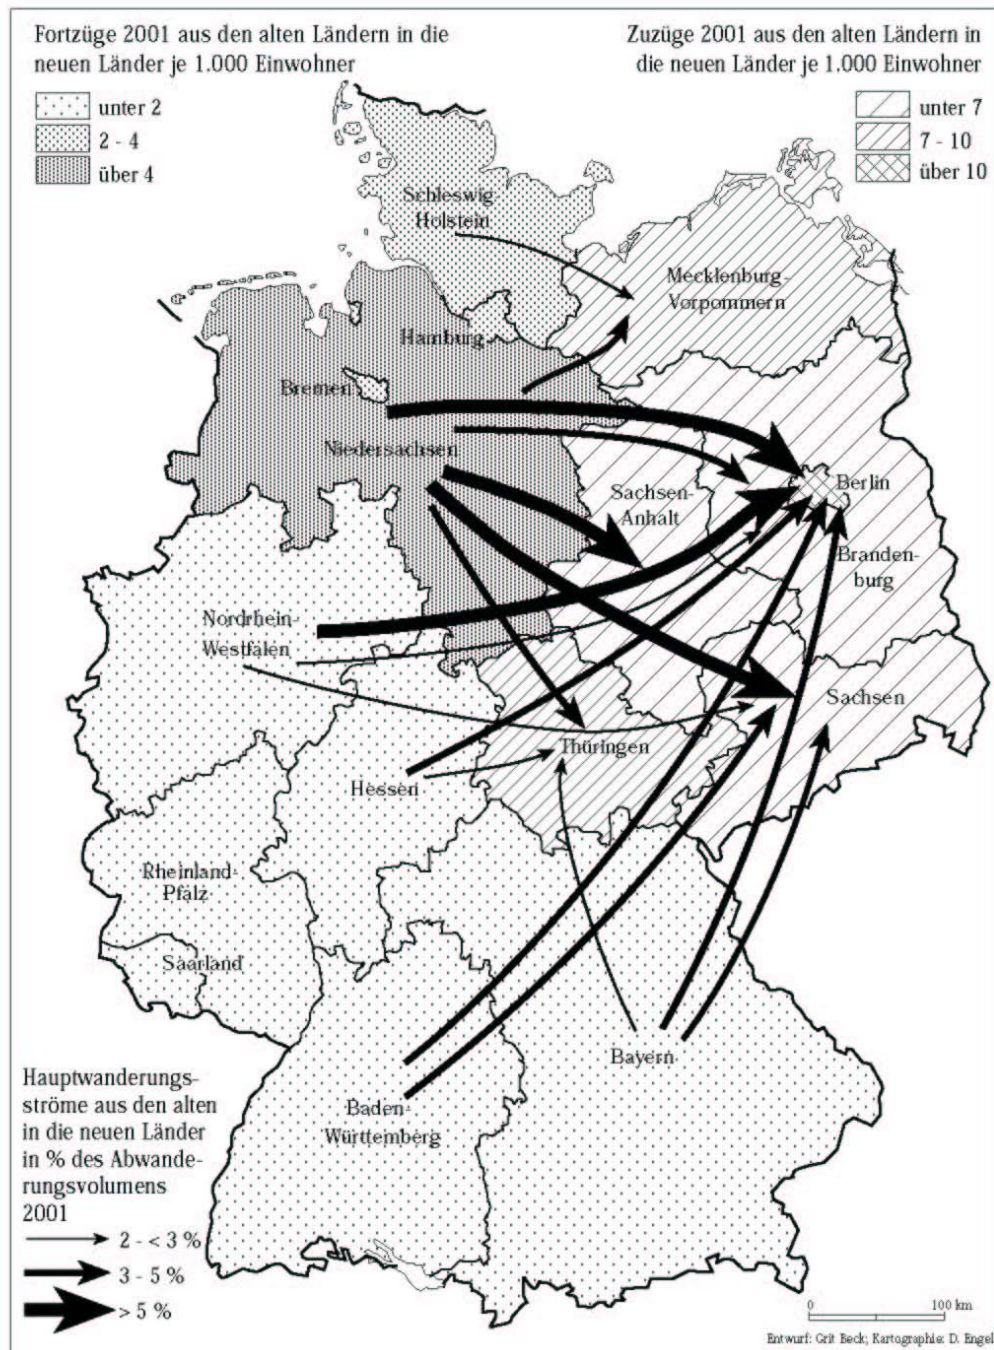 Fortzüge 2001 aus den alten Ländern in die
neuen Länder je 1.000 Einwohner
unter 2
2 - 4
über 4
Zuzüge 2001 aus den alten Ländern in
die neuen Länder je 1.000 Einwohner
unter 7
7 - 10
über 10
Schleswig
Holstein
Mecklenburg-
Vorpommern
Hamburg
Bremen
Niedersachsen
Sachsen-
Anhalt
Berlin
Branden-
burg
Nordrhein-
Westfalen
Sachsen
Thüringen
Hessen
Rheinland-
Pfalz
Saarland
Bayern
Baden-
Württemberg
Hauptwanderungs-
ströme aus den alten
in die neuen Länder
in % des Abwande-
rungsvolumens
2001
2 - < 3 %
3 - 5 %
> 5 %
0 100 km
Entwurf: Grit Beck; Kartographie: D. Engel